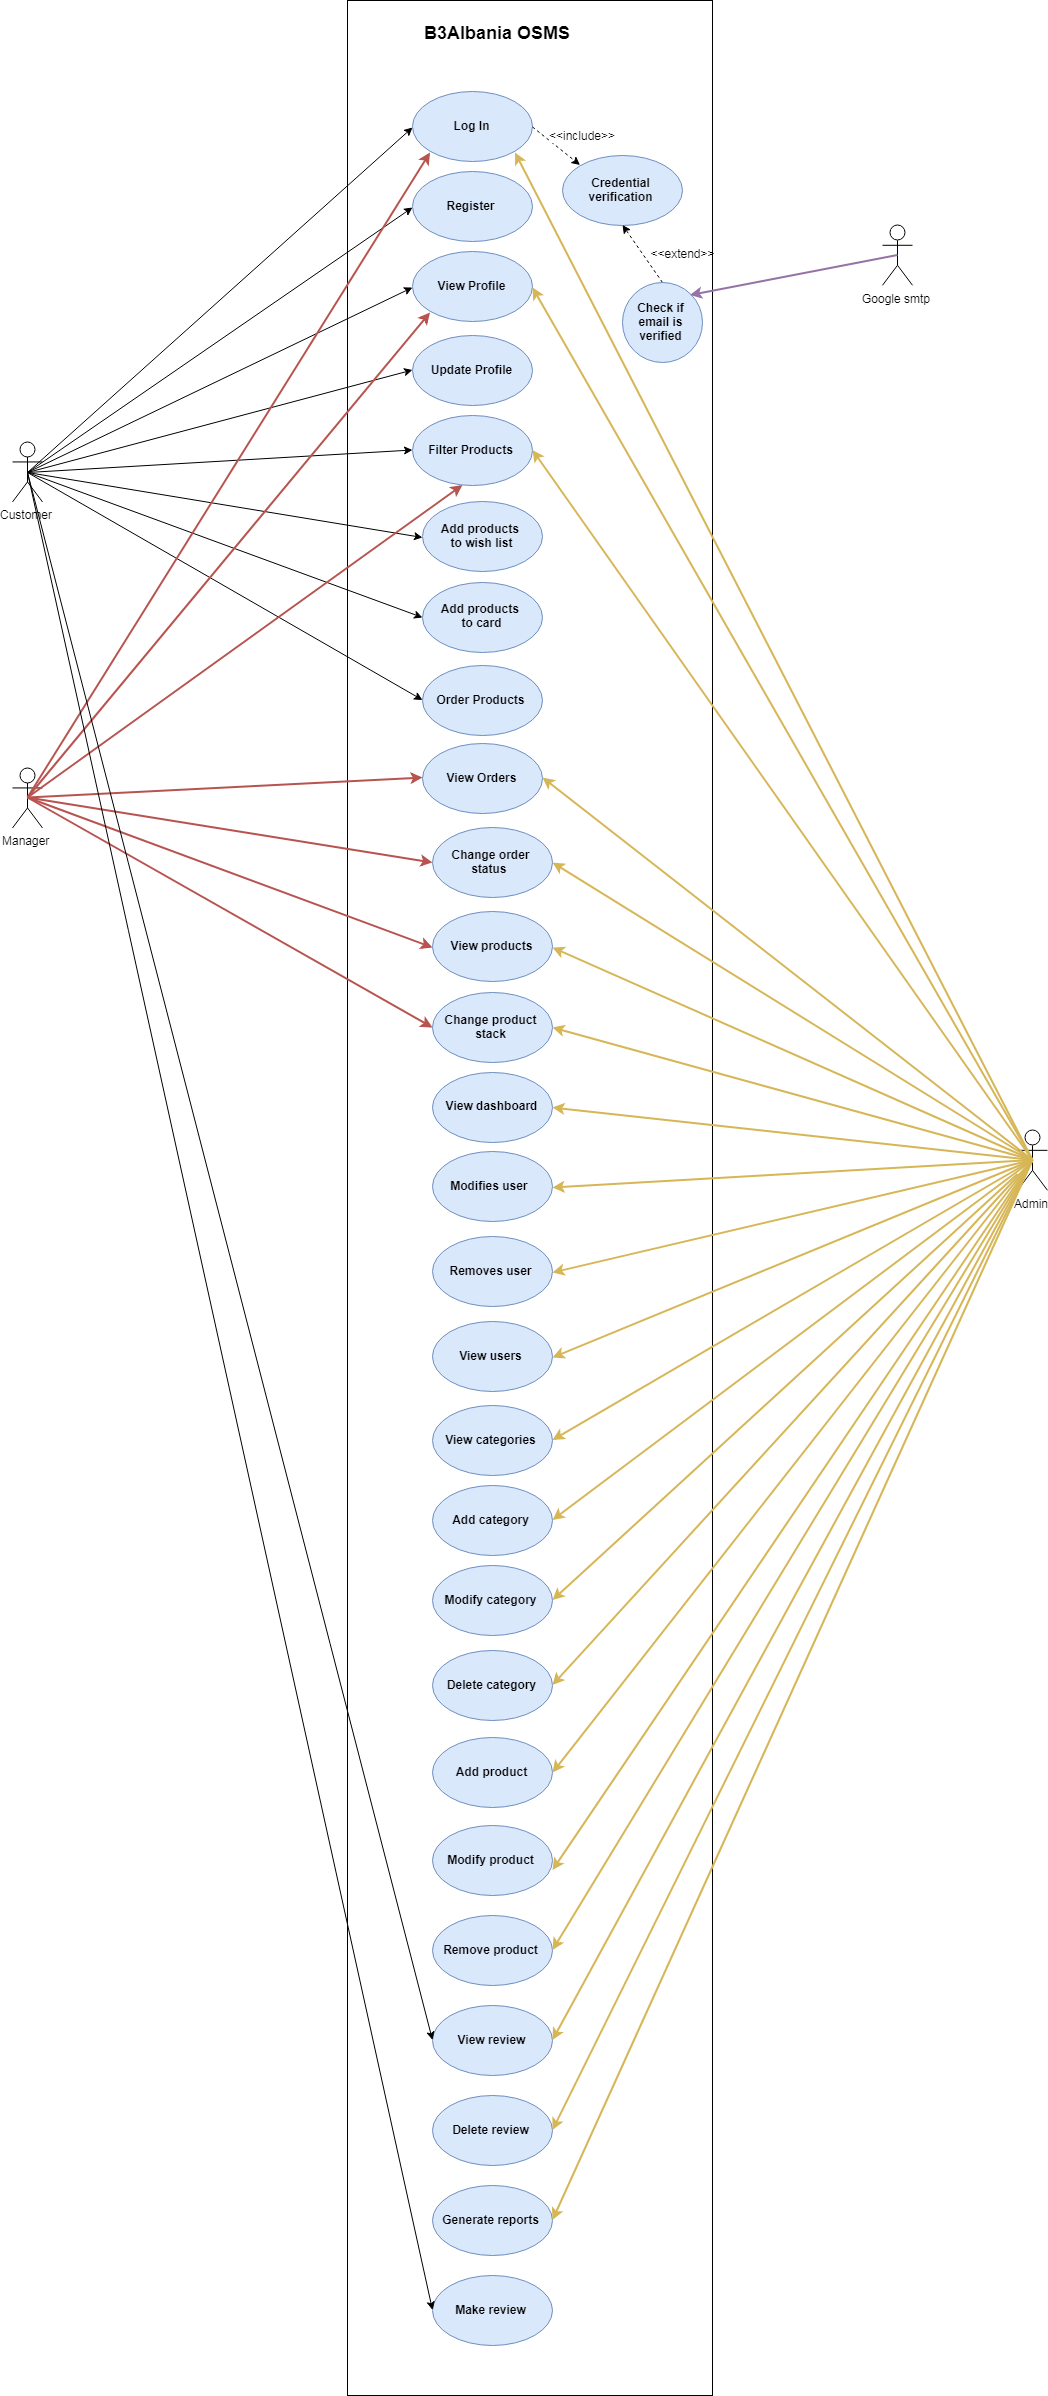 B3Albania OSMS
Log In
<<include>>
Credential
verification
Register
<<extend>>
View Profile
Google smtp
Check if
email is
verified
Update Profile
Filter Products
Customer
Add products
to wish list
Add products
to card
Order Products
View Orders
Manager
Change order
status
View products
Change product
stack
View dashboard
Modifies user
Admin
Removes user
View users
View categories
Add category
Modify category
Delete category
Add product
Modify product
Remove product
View review
Delete review
Generate reports
Make review